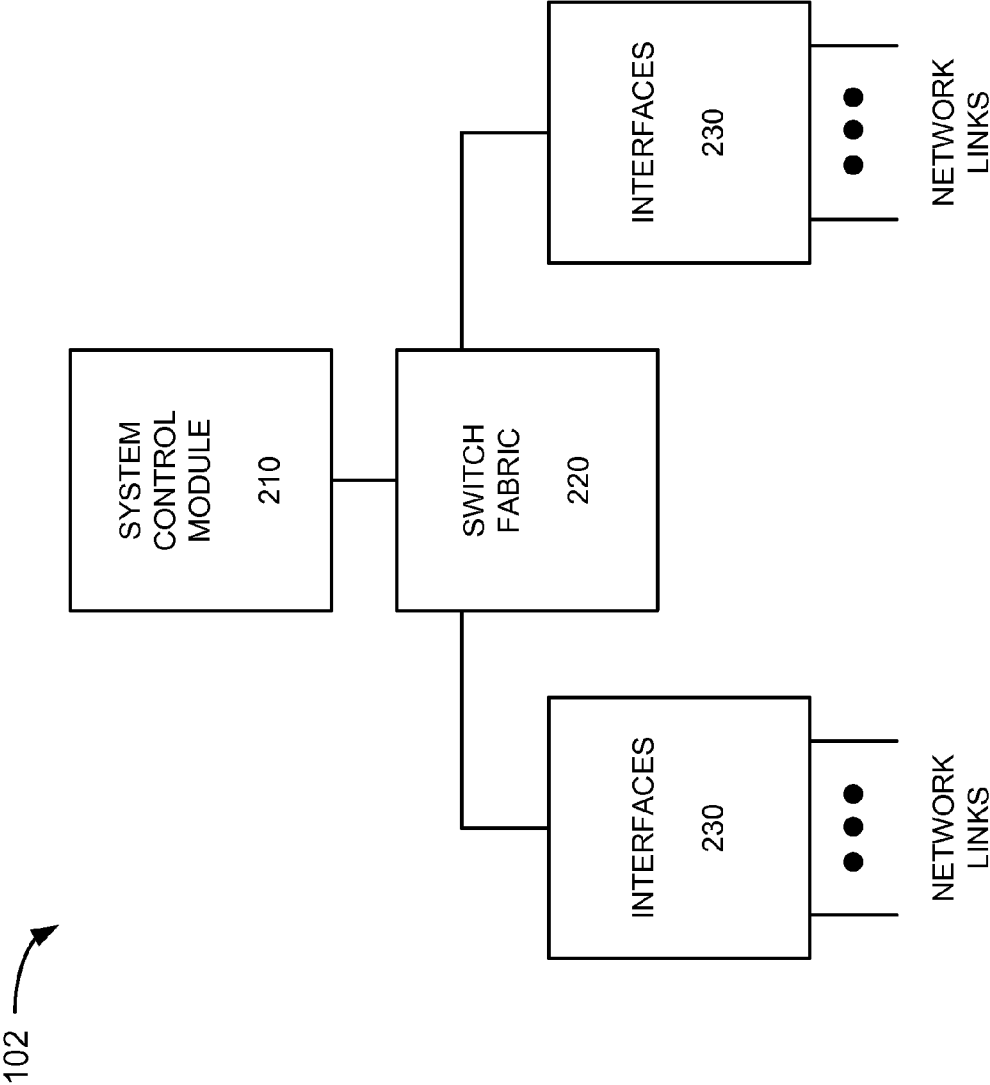 102
SYSTEM
CONTROL
MODULE
210
SWITCH
FABRIC
220
INTERFACES
230
NETWORK
LINKS
INTERFACES
230
NETWORK
LINKS